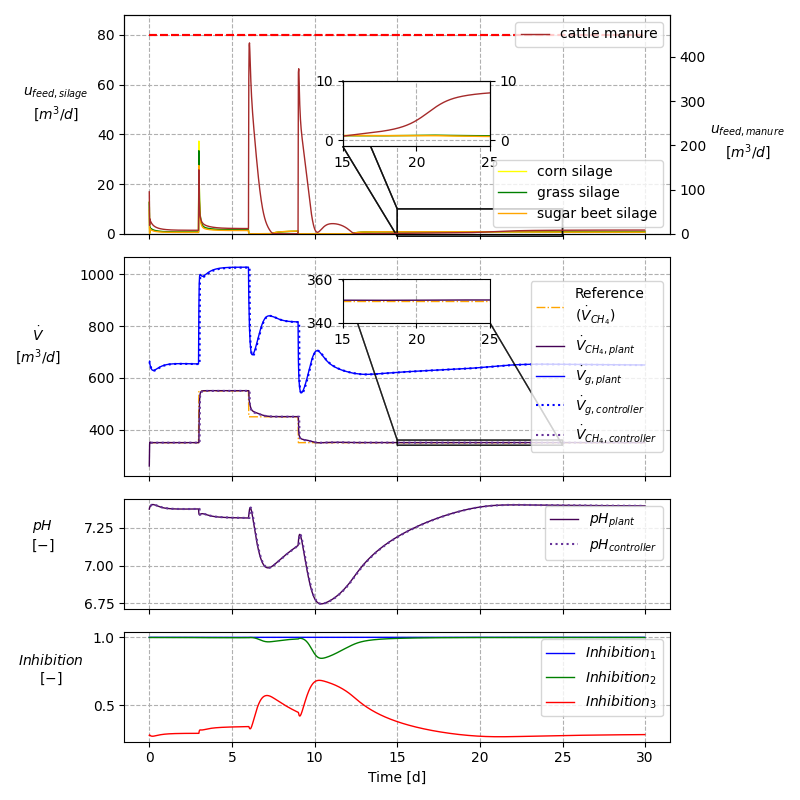 80
60
40
20
0
u_feed,silage
[m^3/d]
cattle manure
10
0
15
20
25
10
0
corn silage
grass silage
sugar beet silage
400
300
200
100
0
u_feed,manure
[m^3/d]
1000
800
600
400
V̇
[m^3/d]
360
340
15
20
25
Reference
(V̇_CH4)
V̇_CH4,plant
V̇_g,plant
V̇_g,controller
V̇_CH4,controller
7.25
7.00
6.75
pH
[−]
pH_plant
pH_controller
1.0
0.5
Inhibition
[−]
Inhibition_1
Inhibition_2
Inhibition_3
0
5
10
15
20
25
30
Time [d]